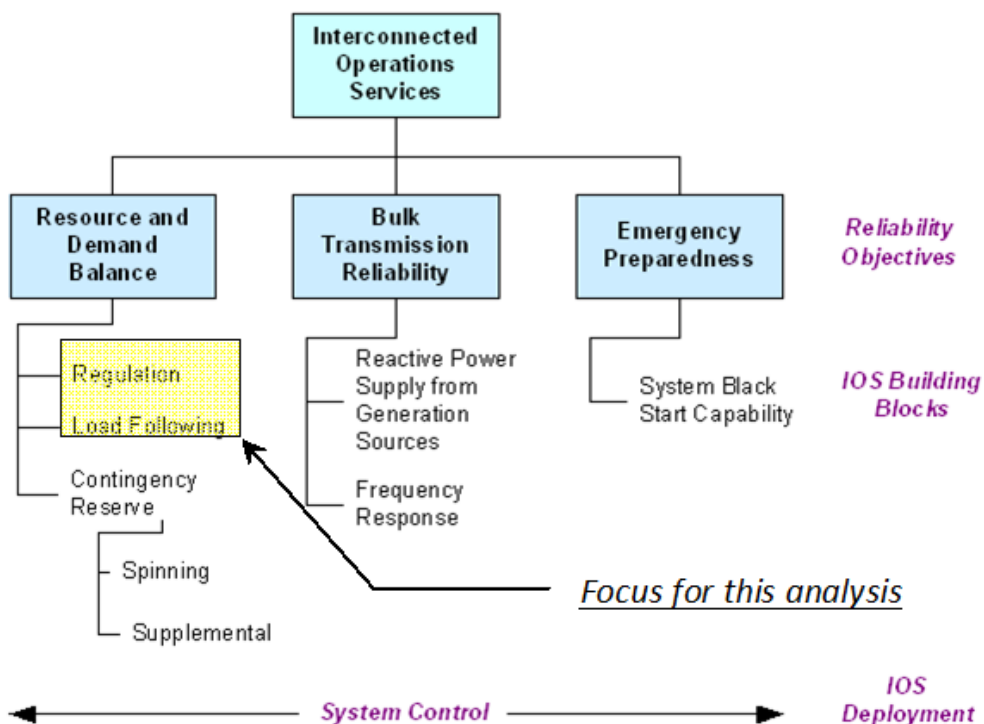 Interconnected
Operations
Services
Resource and
Demand
Balance
Bulk
Transmission
Reliability
Emergency
Preparedness
Reliability
Objectives
Regulation
Load Following
Contingency
Reserve
Spinning
Supplemental
Reactive Power
Supply from
Generation
Sources
Frequency
Response
System Black
Start Capability
IOS Building
Blocks
Focus for this analysis
System Control
IOS
Deployment